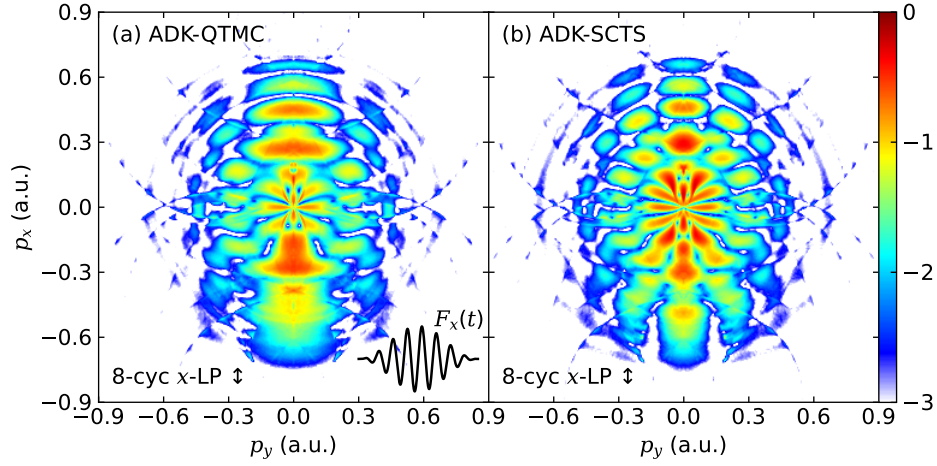 (a) ADK-QTMC
(b) ADK-SCTS
0.9
0.6
0.3
0.0
−0.3
−0.6
−0.9
p_x (a.u.)
F_x(t)
8-cyc x-LP ↕
8-cyc x-LP ↕
0
−1
−2
−3
−0.9 −0.6 −0.3 0.0 0.3 0.6 0.9 −0.6 −0.3 0.0 0.3 0.6 0.9
p_y (a.u.)
p_y (a.u.)